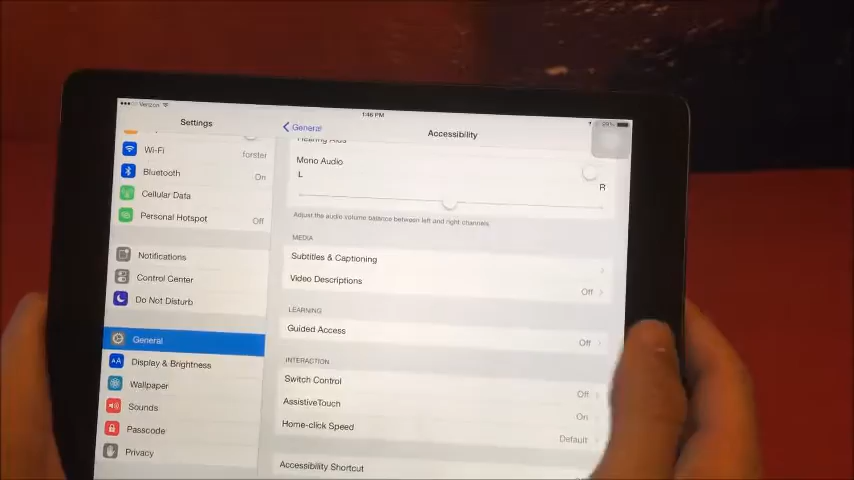 Verizon
1:46 PM
99%
Settings
General
Accessibility
Wi-Fi
forster
Bluetooth
On
Cellular Data
Personal Hotspot
Off
Notifications
Control Center
Do Not Disturb
General
Display & Brightness
Wallpaper
Sounds
Passcode
Privacy
Hearing Aids
Mono Audio
L
R
Adjust the audio volume balance between left and right channels.
MEDIA
Subtitles & Captioning
Video Descriptions
Off
LEARNING
Guided Access
Off
INTERACTION
Switch Control
Off
AssistiveTouch
On
Home-click Speed
Default
Accessibility Shortcut